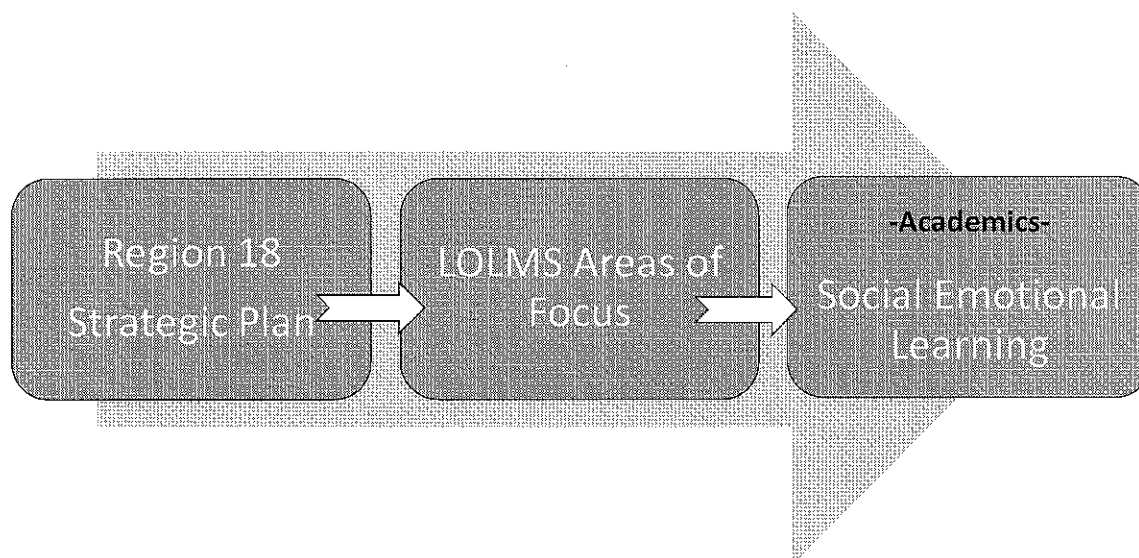 Region 18
Strategic Plan
LOLMS Areas of
Focus
-Academics-
Social Emotional
Learning